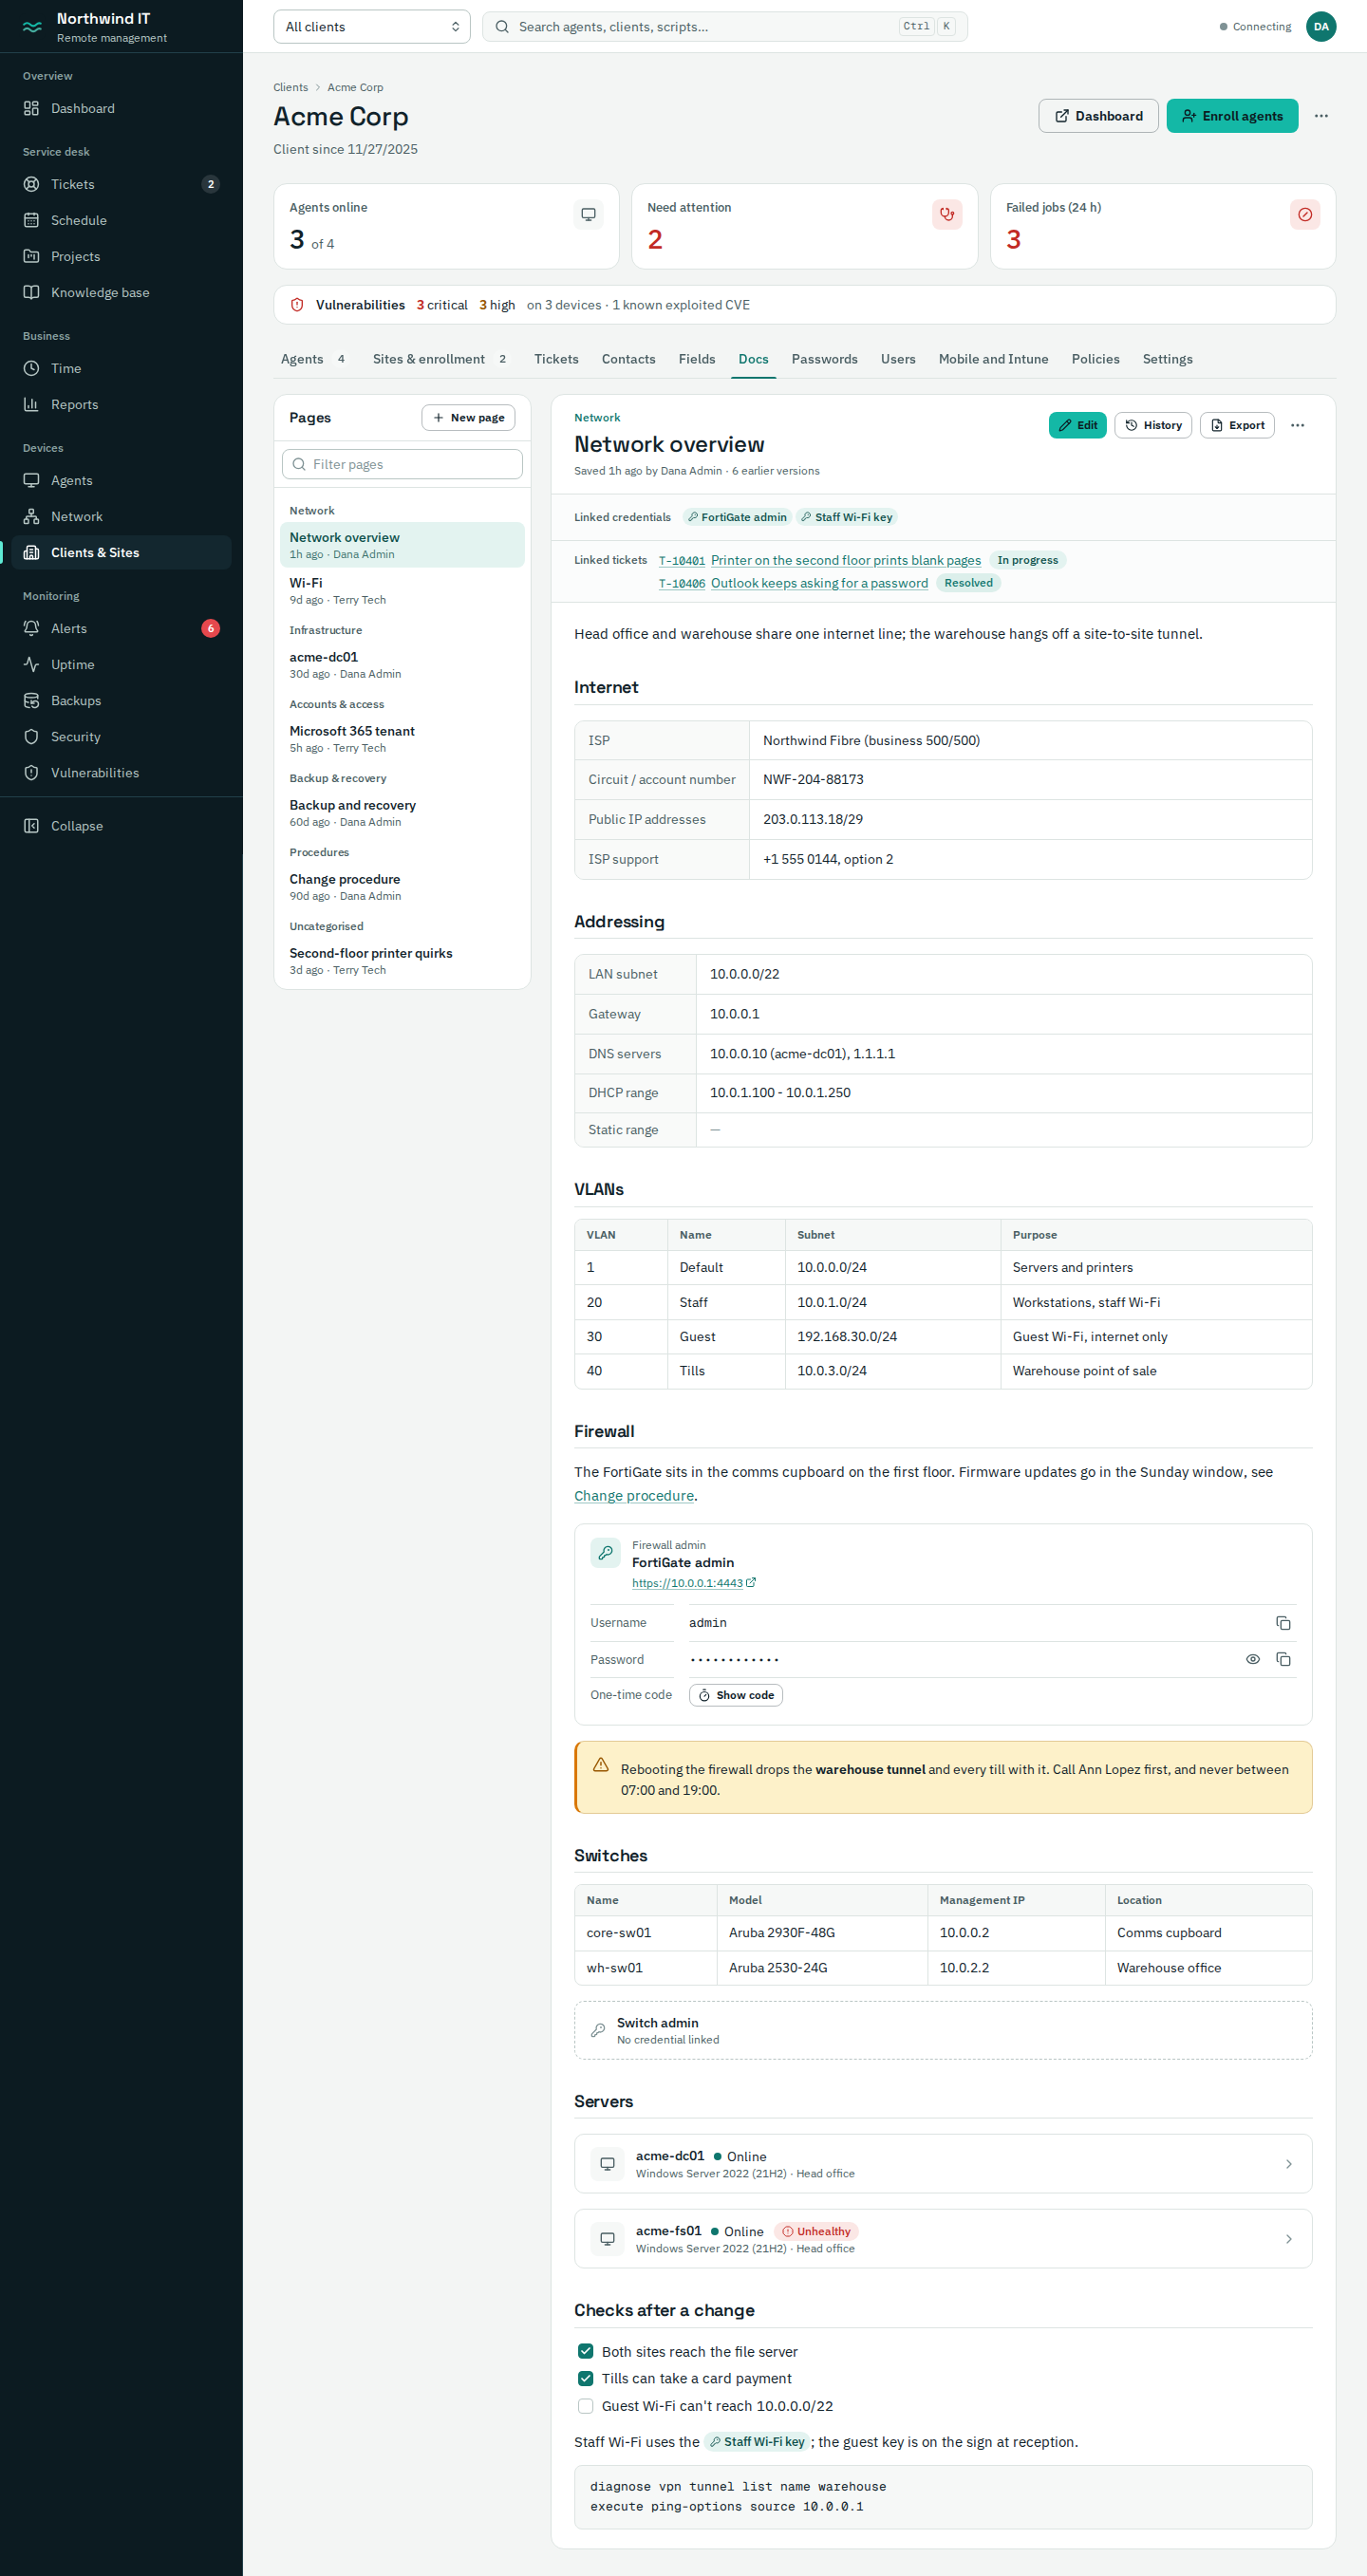 Northwind IT
Remote management
Overview
Dashboard
Service desk
Tickets 2
Schedule
Projects
Knowledge base
Business
Time
Reports
Devices
Agents
Network
Clients & Sites
Monitoring
Alerts 6
Uptime
Backups
Security
Vulnerabilities
Collapse
All clients
Search agents, clients, scripts... Ctrl K
Connecting DA
Clients > Acme Corp
Acme Corp
Client since 11/27/2025
Dashboard Enroll agents
Agents online
3 of 4
Need attention
2
Failed jobs (24 h)
3
Vulnerabilities 3 critical 3 high on 3 devices · 1 known exploited CVE
Agents 4 Sites & enrollment 2 Tickets Contacts Fields Docs Passwords Users Mobile and Intune Policies Settings
Pages New page
Filter pages
Network
Network overview
1h ago · Dana Admin
Wi-Fi
9d ago · Terry Tech
Infrastructure
acme-dc01
30d ago · Dana Admin
Accounts & access
Microsoft 365 tenant
5h ago · Terry Tech
Backup & recovery
Backup and recovery
60d ago · Dana Admin
Procedures
Change procedure
90d ago · Dana Admin
Uncategorised
Second-floor printer quirks
3d ago · Terry Tech
Network
Network overview
Saved 1h ago by Dana Admin · 6 earlier versions
Edit History Export
Linked credentials FortiGate admin Staff Wi-Fi key
Linked tickets T-10401 Printer on the second floor prints blank pages In progress
T-10406 Outlook keeps asking for a password Resolved
Head office and warehouse share one internet line; the warehouse hangs off a site-to-site tunnel.
Internet
ISP Northwind Fibre (business 500/500)
Circuit / account number NWF-204-88173
Public IP addresses 203.0.113.18/29
ISP support +1 555 0144, option 2
Addressing
LAN subnet 10.0.0.0/22
Gateway 10.0.0.1
DNS servers 10.0.0.10 (acme-dc01), 1.1.1.1
DHCP range 10.0.1.100 - 10.0.1.250
Static range —
VLANs
VLAN Name Subnet Purpose
1 Default 10.0.0.0/24 Servers and printers
20 Staff 10.0.1.0/24 Workstations, staff Wi-Fi
30 Guest 192.168.30.0/24 Guest Wi-Fi, internet only
40 Tills 10.0.3.0/24 Warehouse point of sale
Firewall
The FortiGate sits in the comms cupboard on the first floor. Firmware updates go in the Sunday window, see
Change procedure.
Firewall admin
FortiGate admin
https://10.0.0.1:4443
Username admin
Password ••••••••••••
One-time code Show code
Rebooting the firewall drops the warehouse tunnel and every till with it. Call Ann Lopez first, and never between
07:00 and 19:00.
Switches
Name Model Management IP Location
core-sw01 Aruba 2930F-48G 10.0.0.2 Comms cupboard
wh-sw01 Aruba 2530-24G 10.0.2.2 Warehouse office
Switch admin
No credential linked
Servers
acme-dc01 Online
Windows Server 2022 (21H2) · Head office
acme-fs01 Online Unhealthy
Windows Server 2022 (21H2) · Head office
Checks after a change
Both sites reach the file server
Tills can take a card payment
Guest Wi-Fi can't reach 10.0.0.0/22
Staff Wi-Fi uses the Staff Wi-Fi key; the guest key is on the sign at reception.
diagnose vpn tunnel list name warehouse
execute ping-options source 10.0.0.1